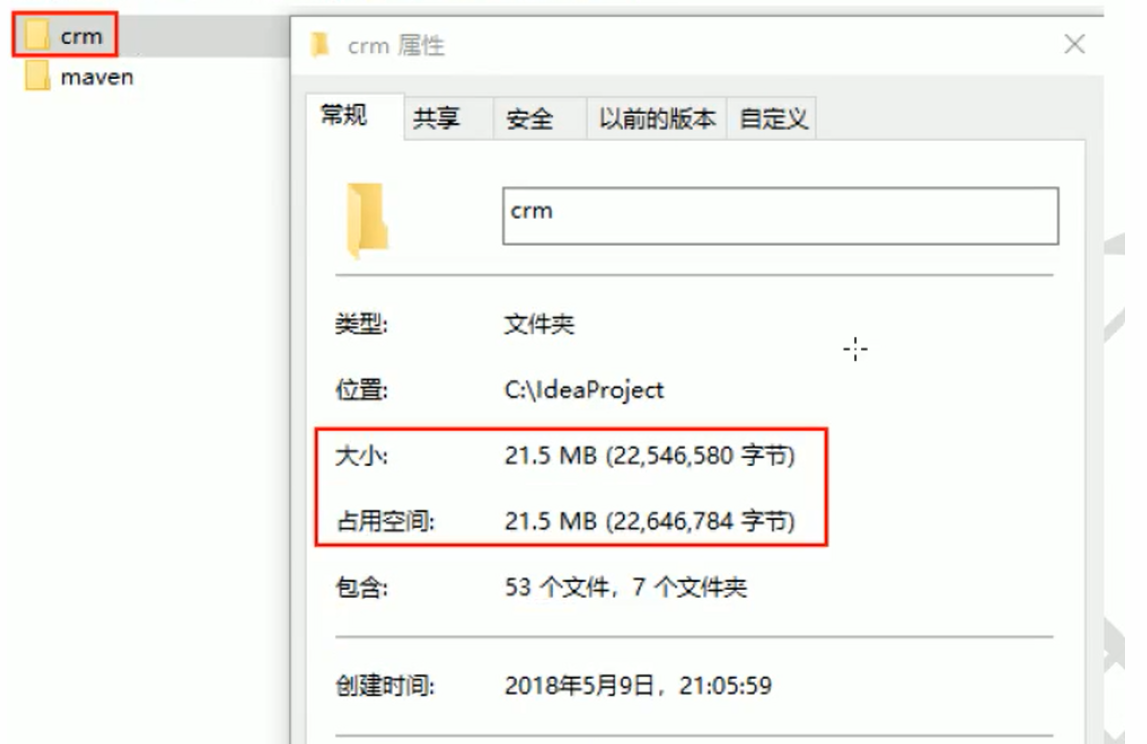 crm
maven
crm 属性
常规 共享 安全 以前的版本 自定义
crm
类型: 文件夹
位置: C:\IdeaProject
大小: 21.5 MB (22,546,580 字节)
占用空间: 21.5 MB (22,646,784 字节)
包含: 53 个文件，7 个文件夹
创建时间: 2018年5月9日，21:05:59